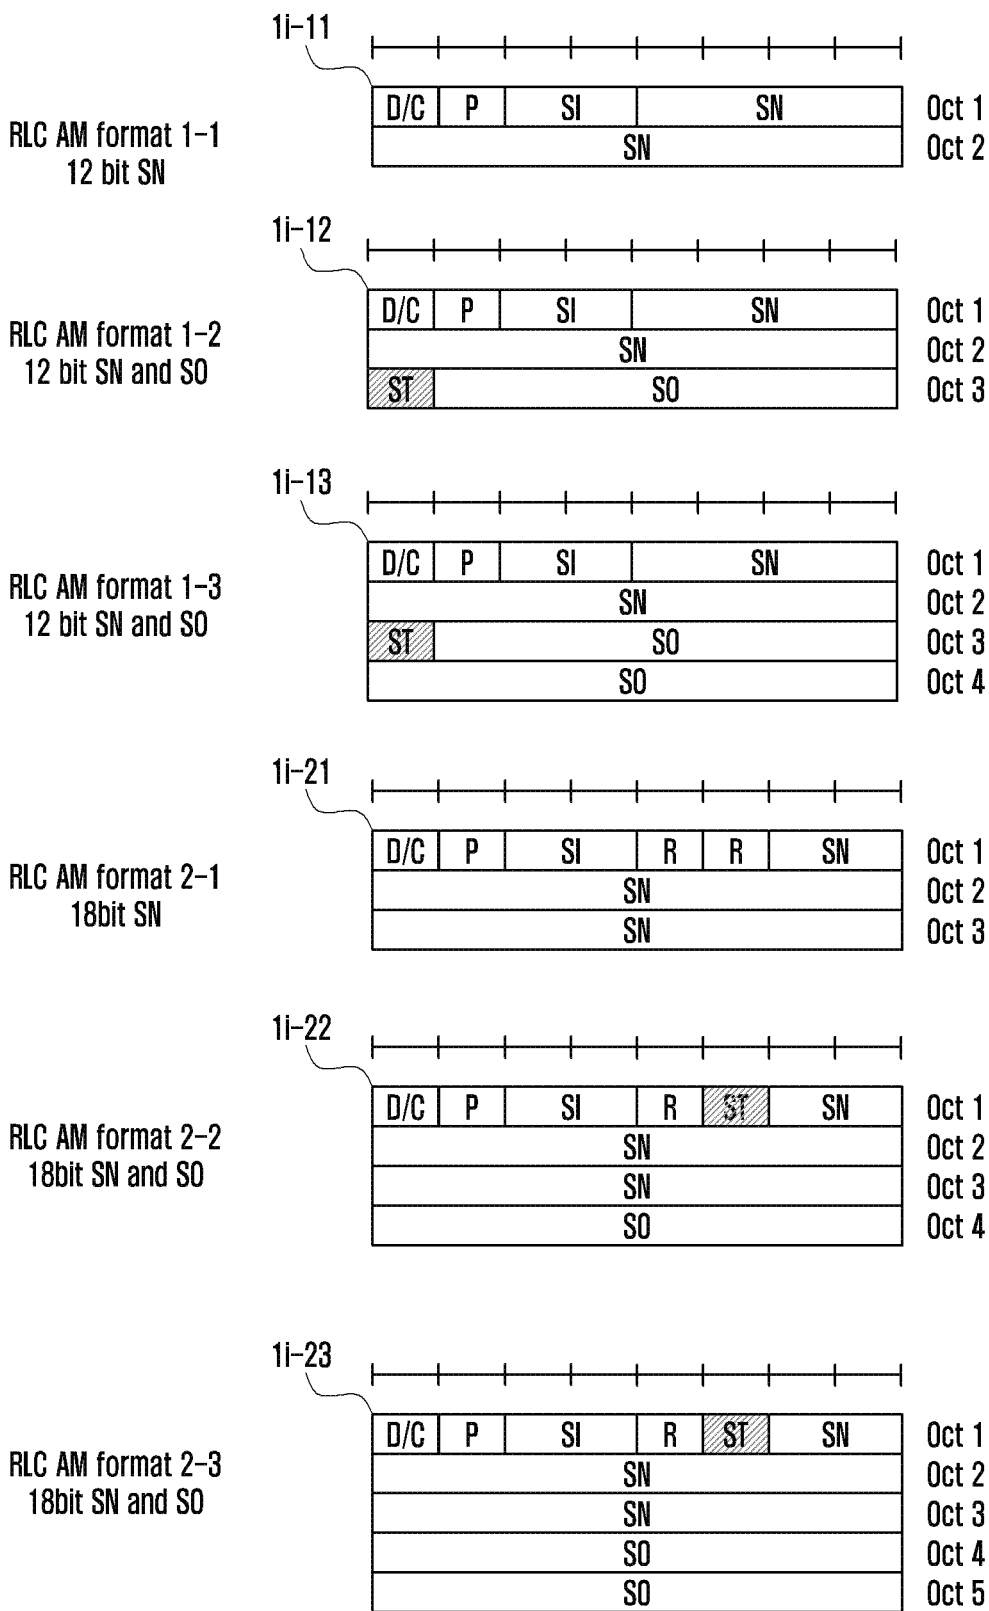 1i-11
D/C P SI SN Oct 1
RLC AM format 1-1
SN Oct 2
12 bit SN
1i-12
D/C P SI SN Oct 1
RLC AM format 1-2
SN Oct 2
12 bit SN and SO
ST SO Oct 3
1i-13
D/C P SI SN Oct 1
RLC AM format 1-3
SN Oct 2
12 bit SN and SO
ST SO Oct 3
SO Oct 4
1i-21
D/C P SI R R SN Oct 1
RLC AM format 2-1
SN Oct 2
18bit SN
SN Oct 3
1i-22
D/C P SI R ST SN Oct 1
RLC AM format 2-2
SN Oct 2
18bit SN and SO
SN Oct 3
SO Oct 4
1i-23
D/C P SI R ST SN Oct 1
RLC AM format 2-3
SN Oct 2
18bit SN and SO
SN Oct 3
SO Oct 4
SO Oct 5